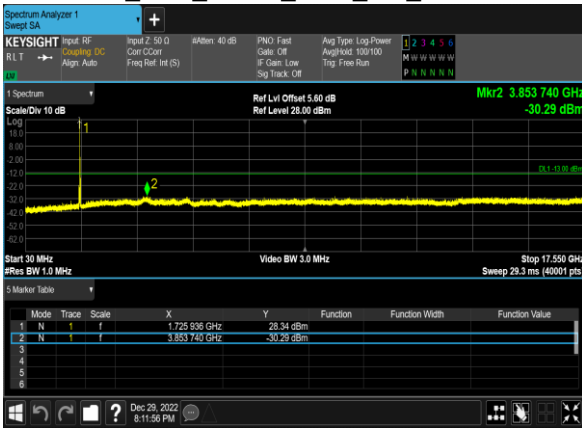 Spectrum Analyzer 1
Swept SA
+
KEYSIGHT Input: RF Input Z: 50 Ω #Atten: 40 dB PNO: Fast Avg Type: Log-Power 1 2 3 4 5 6
RLT Coupling: DC Corr CCorr Gate: Off Avg|Hold: 100/100 M W W W W W
Align: Auto Freq Ref: Int (S) IF Gain: Low Trig: Free Run
LU Sig Track: Off P N N N N N
1 Spectrum Ref Lvl Offset 5.60 dB Mkr2 3.853 740 GHz
Scale/Div 10 dB Ref Level 28.00 dBm -30.29 dBm
Log
18.0
8.00
-2.00
-12.0 DL1 -13.00 dBm
-22.0
-32.0
-42.0
-52.0
-62.0
1
2
Start 30 MHz Video BW 3.0 MHz Stop 17.550 GHz
#Res BW 1.0 MHz Sweep 29.3 ms (40001 pts
5 Marker Table
Mode Trace Scale X Y Function Function Width Function Value
1 N 1 f 1.725 936 GHz 28.34 dBm
2 N 1 f 3.853 740 GHz -30.29 dBm
3
4
5
6
? Dec 29, 2022
8:11:56 PM